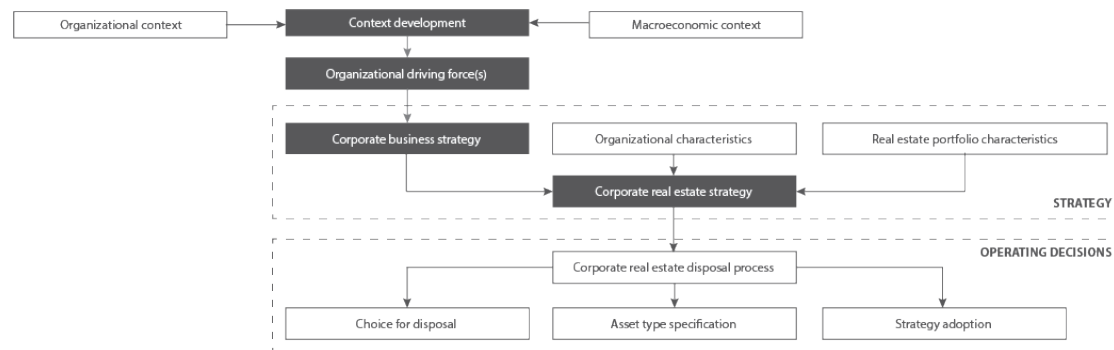 Organizational context
Context development
Macroeconomic context
Organizational driving force(s)
Corporate business strategy
Organizational characteristics
Real estate portfolio characteristics
Corporate real estate strategy
STRATEGY
OPERATING DECISIONS
Corporate real estate disposal process
Choice for disposal
Asset type specification
Strategy adoption